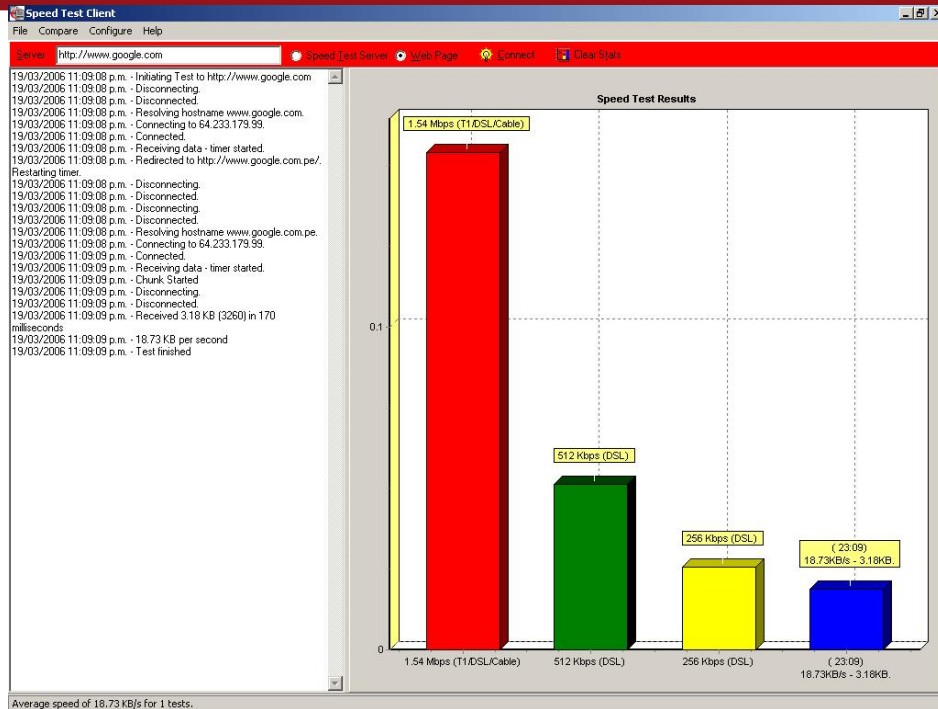 Speed Test Client
File Compare Configure Help
Server http://www.google.com Speed Test Server Web Page Connect Clear Stats
19/03/2006 11:09:08 p.m. - Initiating Test to http://www.google.com
19/03/2006 11:09:08 p.m. - Disconnecting.
19/03/2006 11:09:08 p.m. - Disconnected.
19/03/2006 11:09:08 p.m. - Resolving hostname www.google.com.
19/03/2006 11:09:08 p.m. - Connecting to 64.233.179.99.
19/03/2006 11:09:08 p.m. - Connected.
19/03/2006 11:09:08 p.m. - Receiving data - timer started.
19/03/2006 11:09:08 p.m. - Redirected to http://www.google.com.pe/.
Restarting timer.
19/03/2006 11:09:08 p.m. - Disconnecting.
19/03/2006 11:09:08 p.m. - Disconnected.
19/03/2006 11:09:08 p.m. - Disconnecting.
19/03/2006 11:09:08 p.m. - Disconnected.
19/03/2006 11:09:08 p.m. - Resolving hostname www.google.com.pe.
19/03/2006 11:09:08 p.m. - Connecting to 64.233.179.99.
19/03/2006 11:09:09 p.m. - Connected.
19/03/2006 11:09:09 p.m. - Receiving data - timer started.
19/03/2006 11:09:09 p.m. - Chunk Started
19/03/2006 11:09:09 p.m. - Disconnecting.
19/03/2006 11:09:09 p.m. - Disconnected.
19/03/2006 11:09:09 p.m. - Received 3.18 KB (3260) in 170
milliseconds
19/03/2006 11:09:09 p.m. - 18.73 KB per second
19/03/2006 11:09:09 p.m. - Test finished
Speed Test Results
1.54 Mbps (T1/DSL/Cable)
0.1
512 Kbps (DSL)
256 Kbps (DSL)
( 23:09)
18.73KB/s - 3.18KB.
0
1.54 Mbps (T1/DSL/Cable)
512 Kbps (DSL)
256 Kbps (DSL)
( 23:09)
18.73KB/s - 3.18KB.
Average speed of 18.73 KB/s for 1 tests.